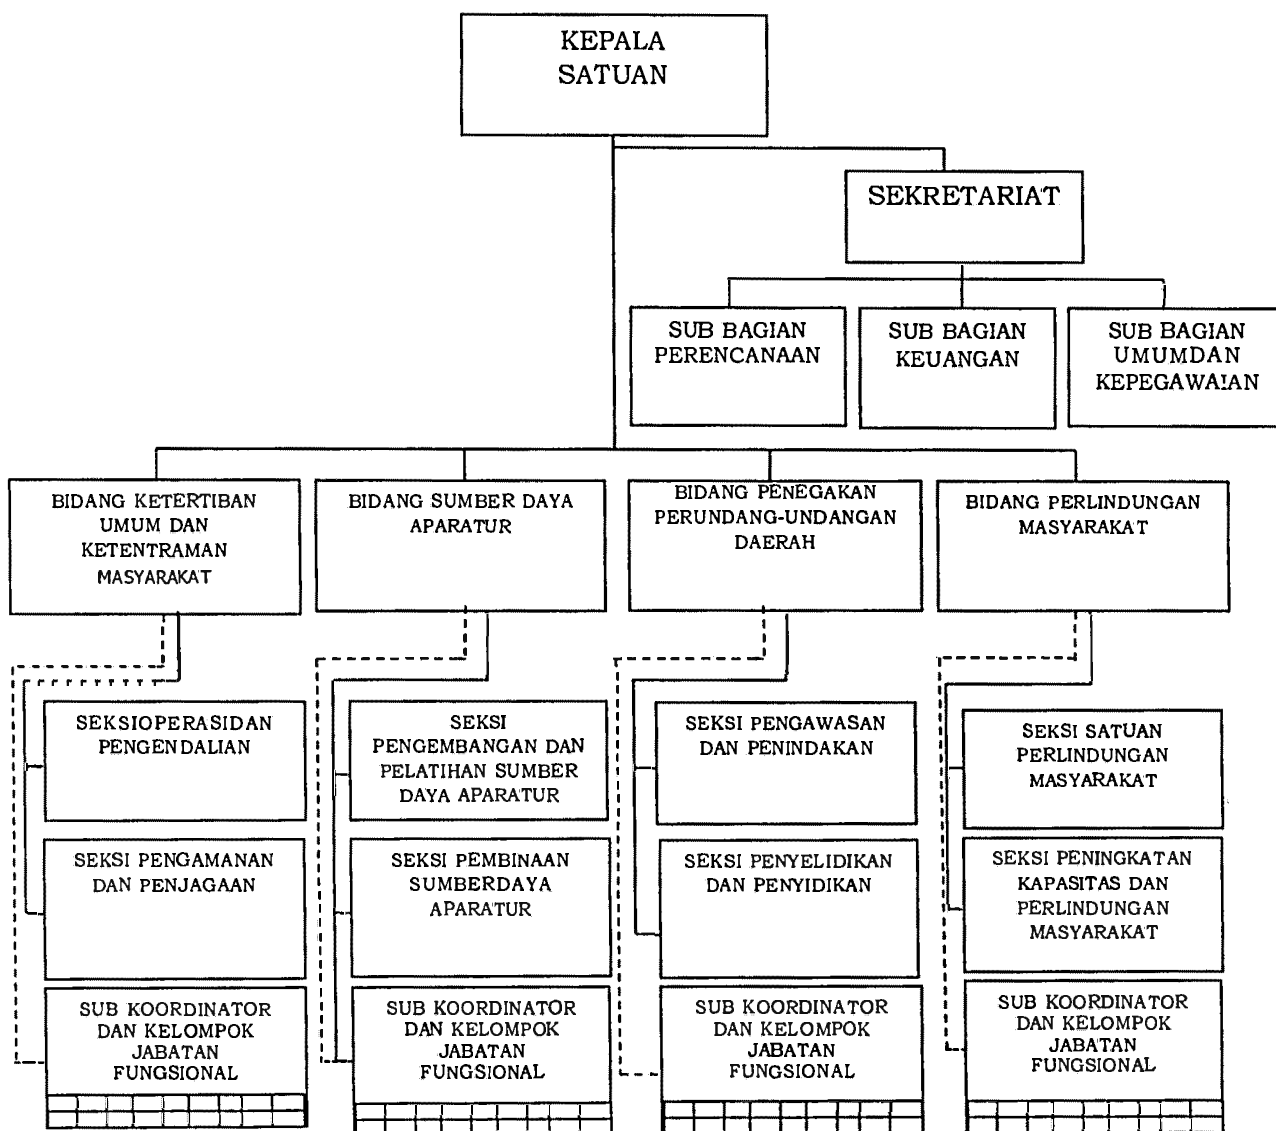 KEPALA
SATUAN
SEKRETARIAT
SUB BAGIAN
PERENCANAAN
SUB BAGIAN
KEUANGAN
SUB BAGIAN
UMUMDAN
KEPEGAWAIAN
BIDANG KETERTIBAN
UMUM DAN
KETENTRAMAN
MASYARAKAT
BIDANG SUMBER DAYA
APARATUR
BIDANG PENEGAKAN
PERUNDANG-UNDANGAN
DAERAH
BIDANG PERLINDUNGAN
MASYARAKAT
SEKSIOPERASIDAN
PENGENDALIAN
SEKSI
PENGEMBANGAN DAN
PELATIHAN SUMBER
DAYA APARATUR
SEKSI PENGAWASAN
DAN PENINDAKAN
SEKSI SATUAN
PERLINDUNGAN
MASYARAKAT
SEKSI PENGAMANAN
DAN PENJAGAAN
SEKSI PEMBINAAN
SUMBERDAYA
APARATUR
SEKSI PENYELIDIKAN
DAN PENYIDIKAN
SEKSI PENINGKATAN
KAPASITAS DAN
PERLINDUNGAN
MASYARAKAT
SUB KOORDINATOR
DAN KELOMPOK
JABATAN
FUNGSIONAL
SUB KOORDINATOR
DAN KELOMPOK
JABATAN
FUNGSIONAL
SUB KOORDINATOR
DAN KELOMPOK
JABATAN
FUNGSIONAL
SUB KOORDINATOR
DAN KELOMPOK
JABATAN
FUNGSIONAL